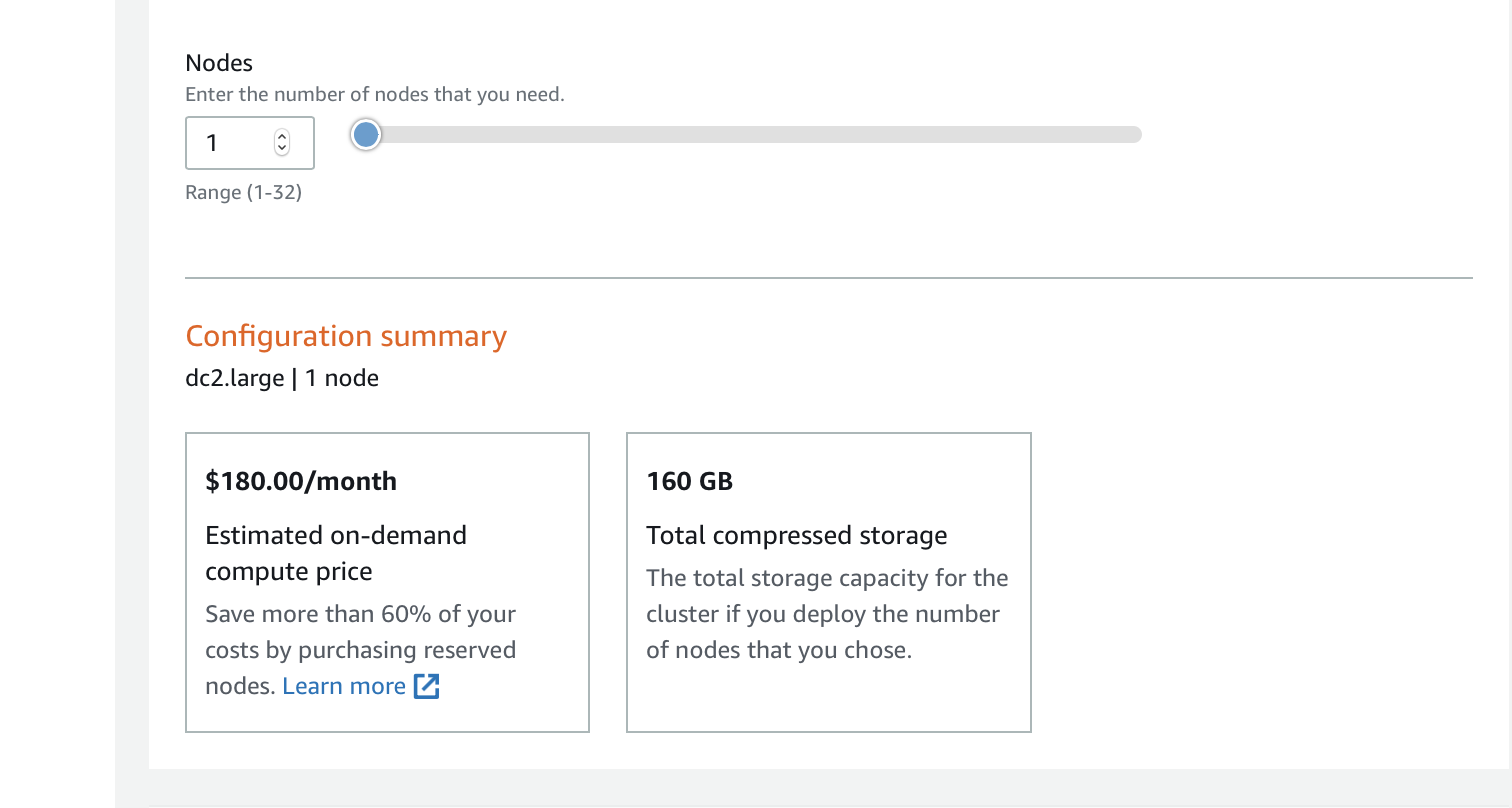 Nodes
Enter the number of nodes that you need.
1
Range (1-32)
Configuration summary
dc2.large | 1 node
$180.00/month
Estimated on-demand
compute price
Save more than 60% of your
costs by purchasing reserved
nodes. Learn more
160 GB
Total compressed storage
The total storage capacity for the
cluster if you deploy the number
of nodes that you chose.